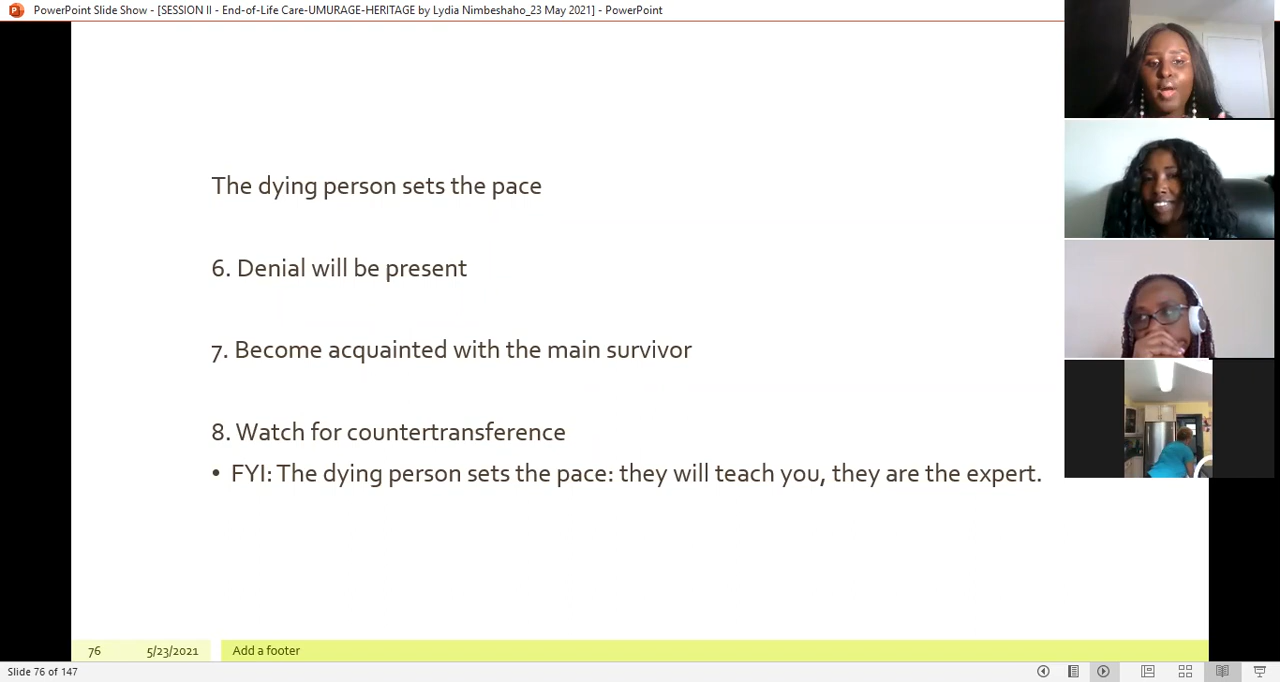 PowerPoint Slide Show - [SESSION II - End-of-Life Care-UMURAGE-HERITAGE by Lydia Nimbeshaho_23 May 2021] - PowerPoint
The dying person sets the pace
6. Denial will be present
7. Become acquainted with the main survivor
8. Watch for countertransference
• FYI: The dying person sets the pace: they will teach you, they are the expert.
76 5/23/2021 Add a footer
Slide 76 of 147